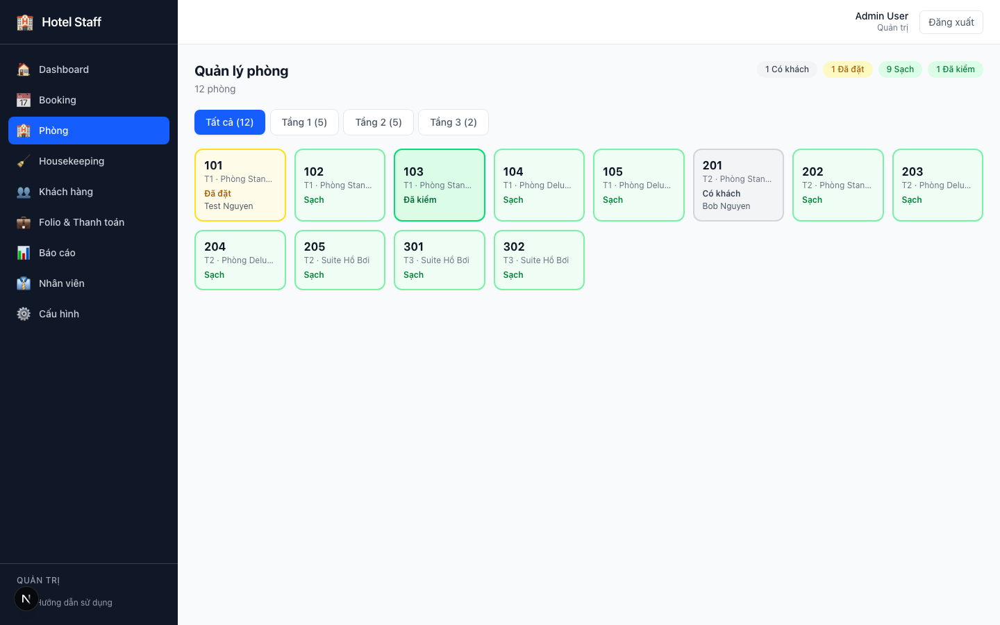 Hotel Staff
Admin User
Quản trị
Đăng xuất
Dashboard
Booking
Phòng
Housekeeping
Khách hàng
Folio & Thanh toán
Báo cáo
Nhân viên
Cấu hình
QUẢN TRỊ
Hướng dẫn sử dụng
N
Quản lý phòng
12 phòng
1 Có khách
1 Đã đặt
9 Sạch
1 Đã kiểm
Tất cả (12)
Tầng 1 (5)
Tầng 2 (5)
Tầng 3 (2)
101
T1 · Phòng Stan...
Đã đặt
Test Nguyen
102
T1 · Phòng Stan...
Sạch
103
T1 · Phòng Stan...
Đã kiểm
104
T1 · Phòng Delu...
Sạch
105
T1 · Phòng Delu...
Sạch
201
T2 · Phòng Stan...
Có khách
Bob Nguyen
202
T2 · Phòng Stan...
Sạch
203
T2 · Phòng Delu...
Sạch
204
T2 · Phòng Delu...
Sạch
205
T2 · Suite Hồ Bơi
Sạch
301
T3 · Suite Hồ Bơi
Sạch
302
T3 · Suite Hồ Bơi
Sạch